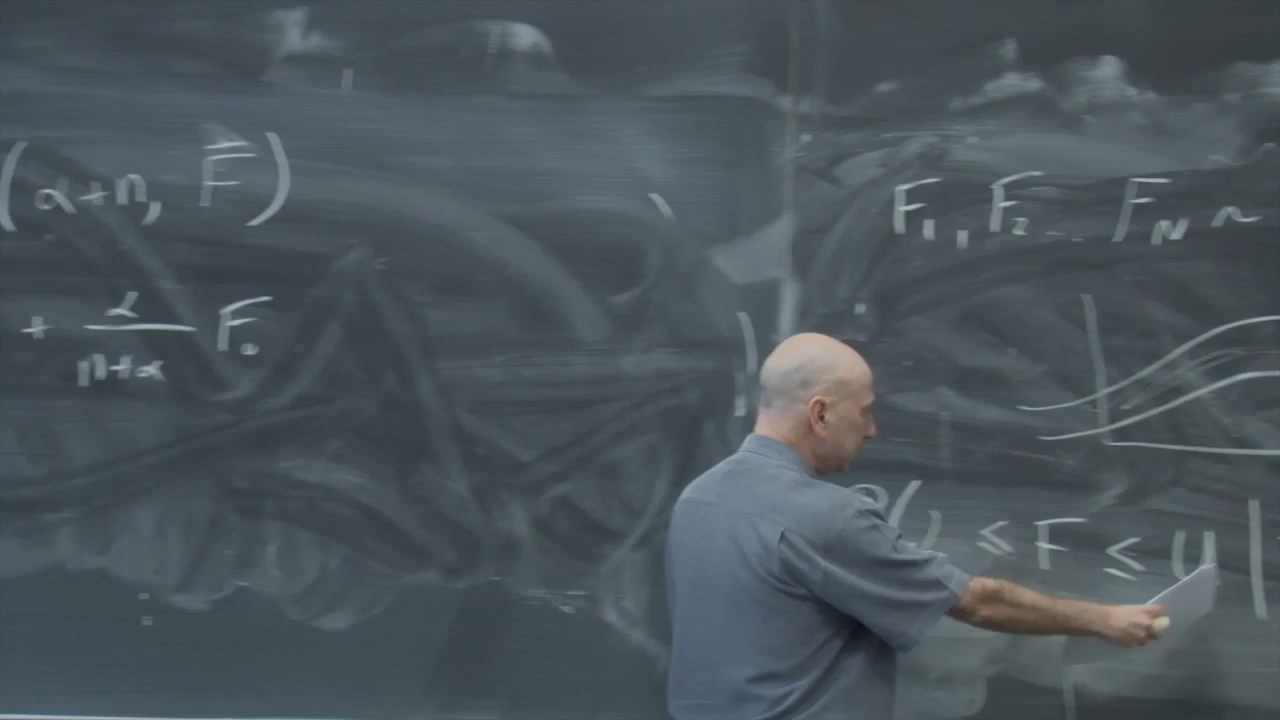 (α+n, F̅)
+ α/(n+α) F₀
F₁, F₂ … F_N ~
≤ F ≤ U |